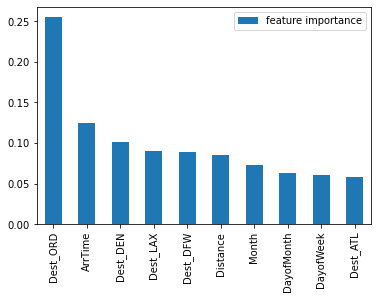 feature importance
0.25
0.20
0.15
0.10
0.05
0.00
Dest_ORD
ArrTime
Dest_DEN
Dest_LAX
Dest_DFW
Distance
Month
DayofMonth
DayofWeek
Dest_ATL